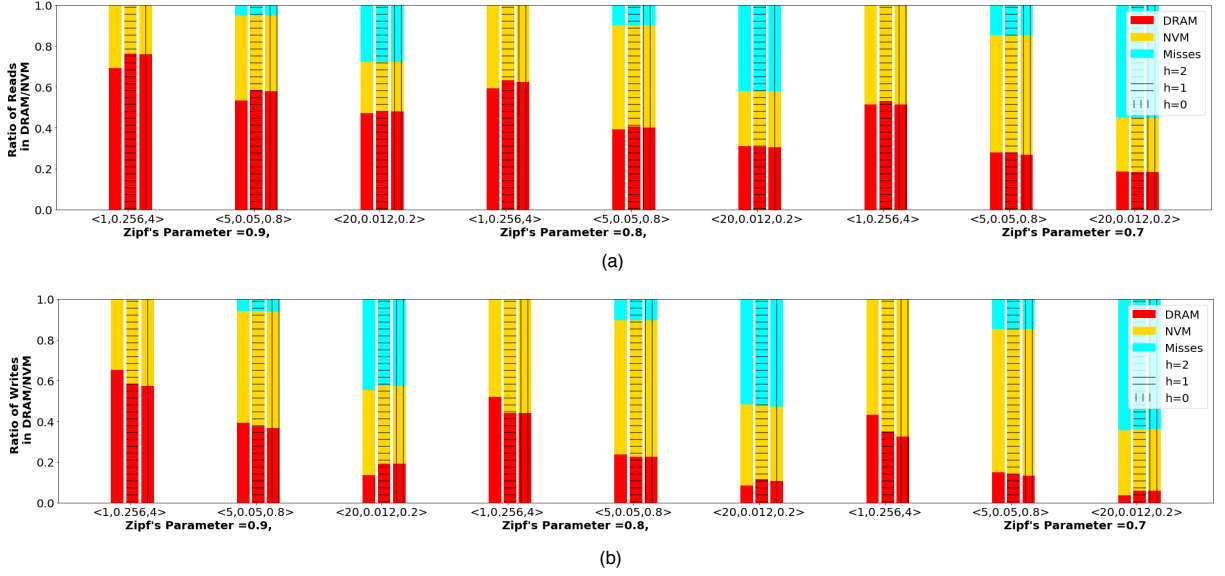 1.0
0.8
0.6
0.4
0.2
0.0
Ratio of Reads
in DRAM/NVM
DRAM
NVM
Misses
h=2
h=1
h=0
<1,0.256,4> <5,0.05,0.8> <20,0.012,0.2> <1,0.256,4> <5,0.05,0.8> <20,0.012,0.2> <1,0.256,4> <5,0.05,0.8> <20,0.012,0.2>
Zipf's Parameter =0.9, Zipf's Parameter =0.8, Zipf's Parameter =0.7
(a)
1.0
0.8
0.6
0.4
0.2
0.0
Ratio of Writes
in DRAM/NVM
DRAM
NVM
Misses
h=2
h=1
h=0
<1,0.256,4> <5,0.05,0.8> <20,0.012,0.2> <1,0.256,4> <5,0.05,0.8> <20,0.012,0.2> <1,0.256,4> <5,0.05,0.8> <20,0.012,0.2>
Zipf's Parameter =0.9, Zipf's Parameter =0.8, Zipf's Parameter =0.7
(b)